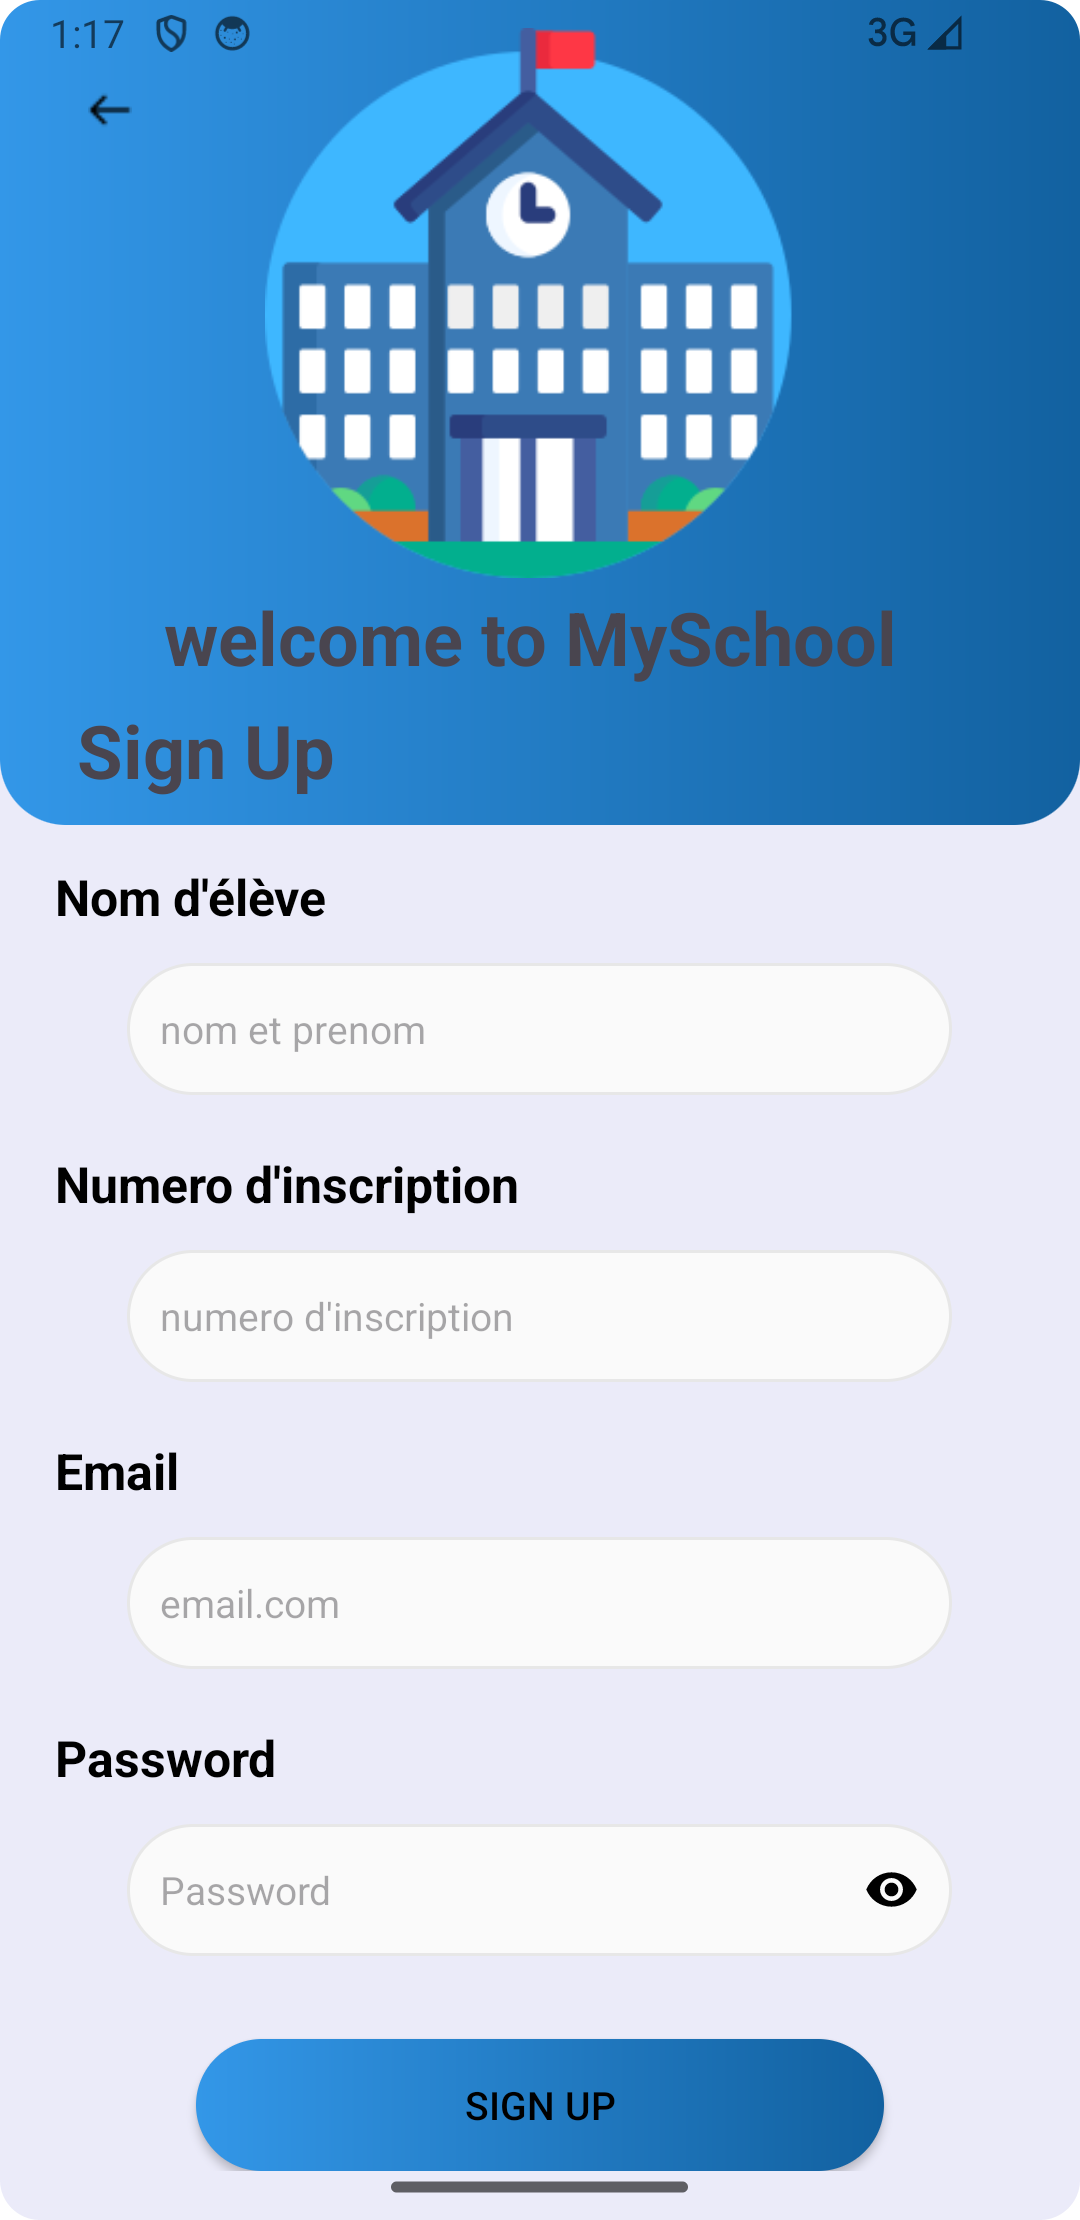 1:17 3G
welcome to MySchool
Sign Up
Nom d'élève
nom et prenom
Numero d'inscription
numero d'inscription
Email
email.com
Password
Password
SIGN UP